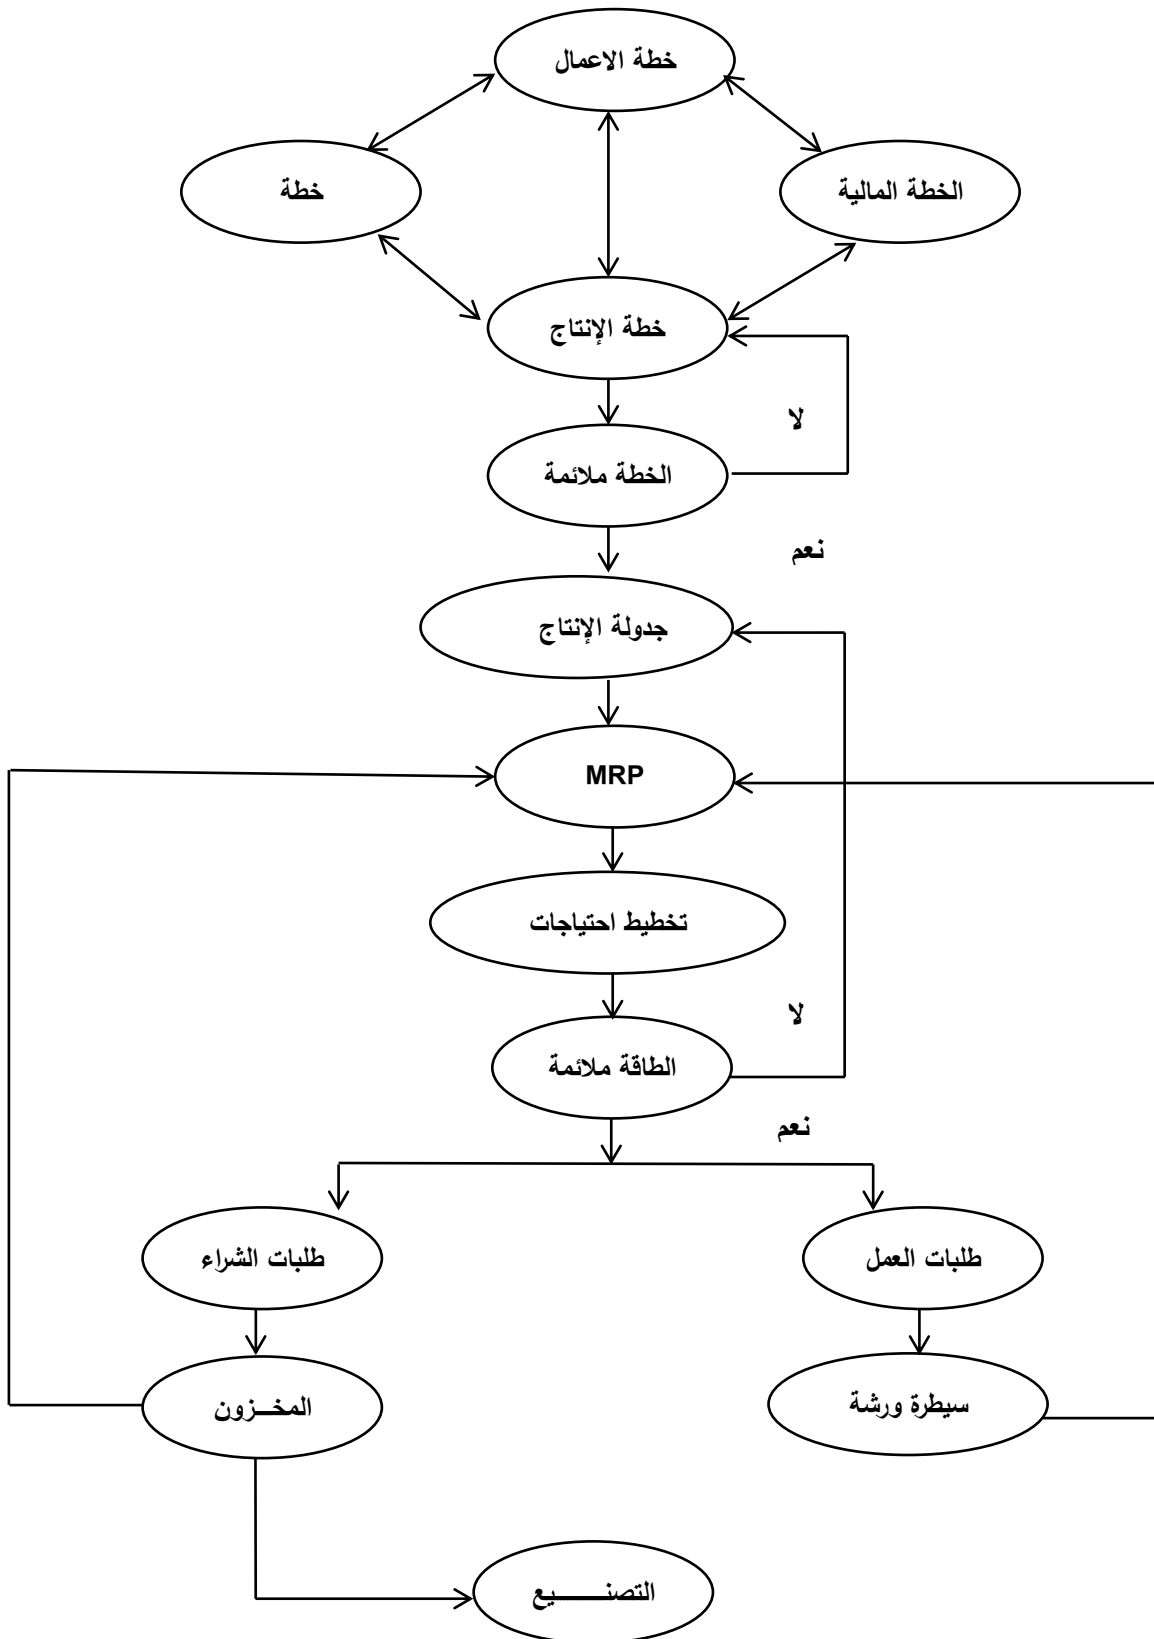 خطة الاعمال
الخطة المالية
خطة
خطة الإنتاج
لا
الخطة ملائمة
نعم
جدولة الإنتاج
MRP
تخطيط احتياجات
لا
الطاقة ملائمة
نعم
طلبات العمل
طلبات الشراء
سيطرة ورشة
المخــزون
التصنــــــــيع